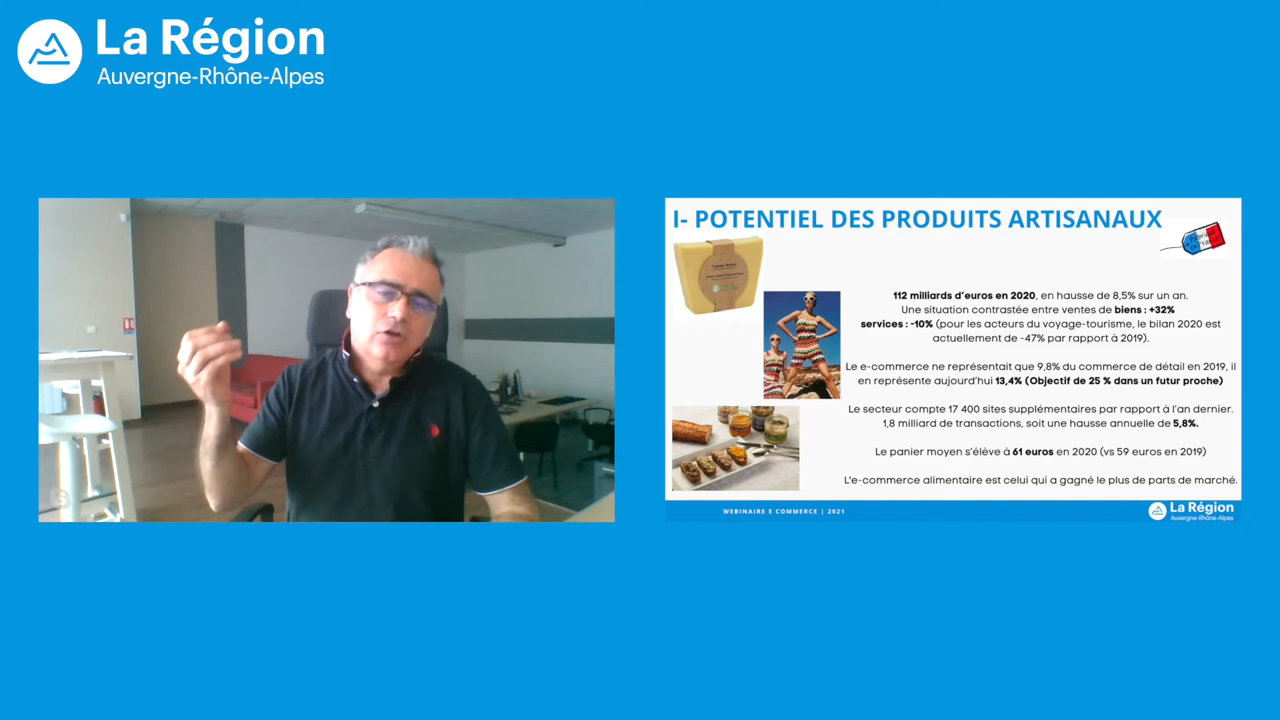 La Région
Auvergne-Rhône-Alpes
I- POTENTIEL DES PRODUITS ARTISANAUX
112 milliards d'euros en 2020, en hausse de 8,5% sur un an.
Une situation contrastée entre ventes de biens : +32%
services : -10% (pour les acteurs du voyage-tourisme, le bilan 2020 est
actuellement de -47% par rapport à 2019).
Le e-commerce ne représentait que 9,8% du commerce de détail en 2019, il
en représente aujourd'hui 13,4% (Objectif de 25 % dans un futur proche)
Le secteur compte 17 400 sites supplémentaires par rapport à l'an dernier.
1,8 milliard de transactions, soit une hausse annuelle de 5,8%.
Le panier moyen s'élève à 61 euros en 2020 (vs 59 euros en 2019)
L'e-commerce alimentaire est celui qui a gagné le plus de parts de marché.
WEBINAIRE E COMMERCE | 2021
La Région
Auvergne-Rhône-Alpes